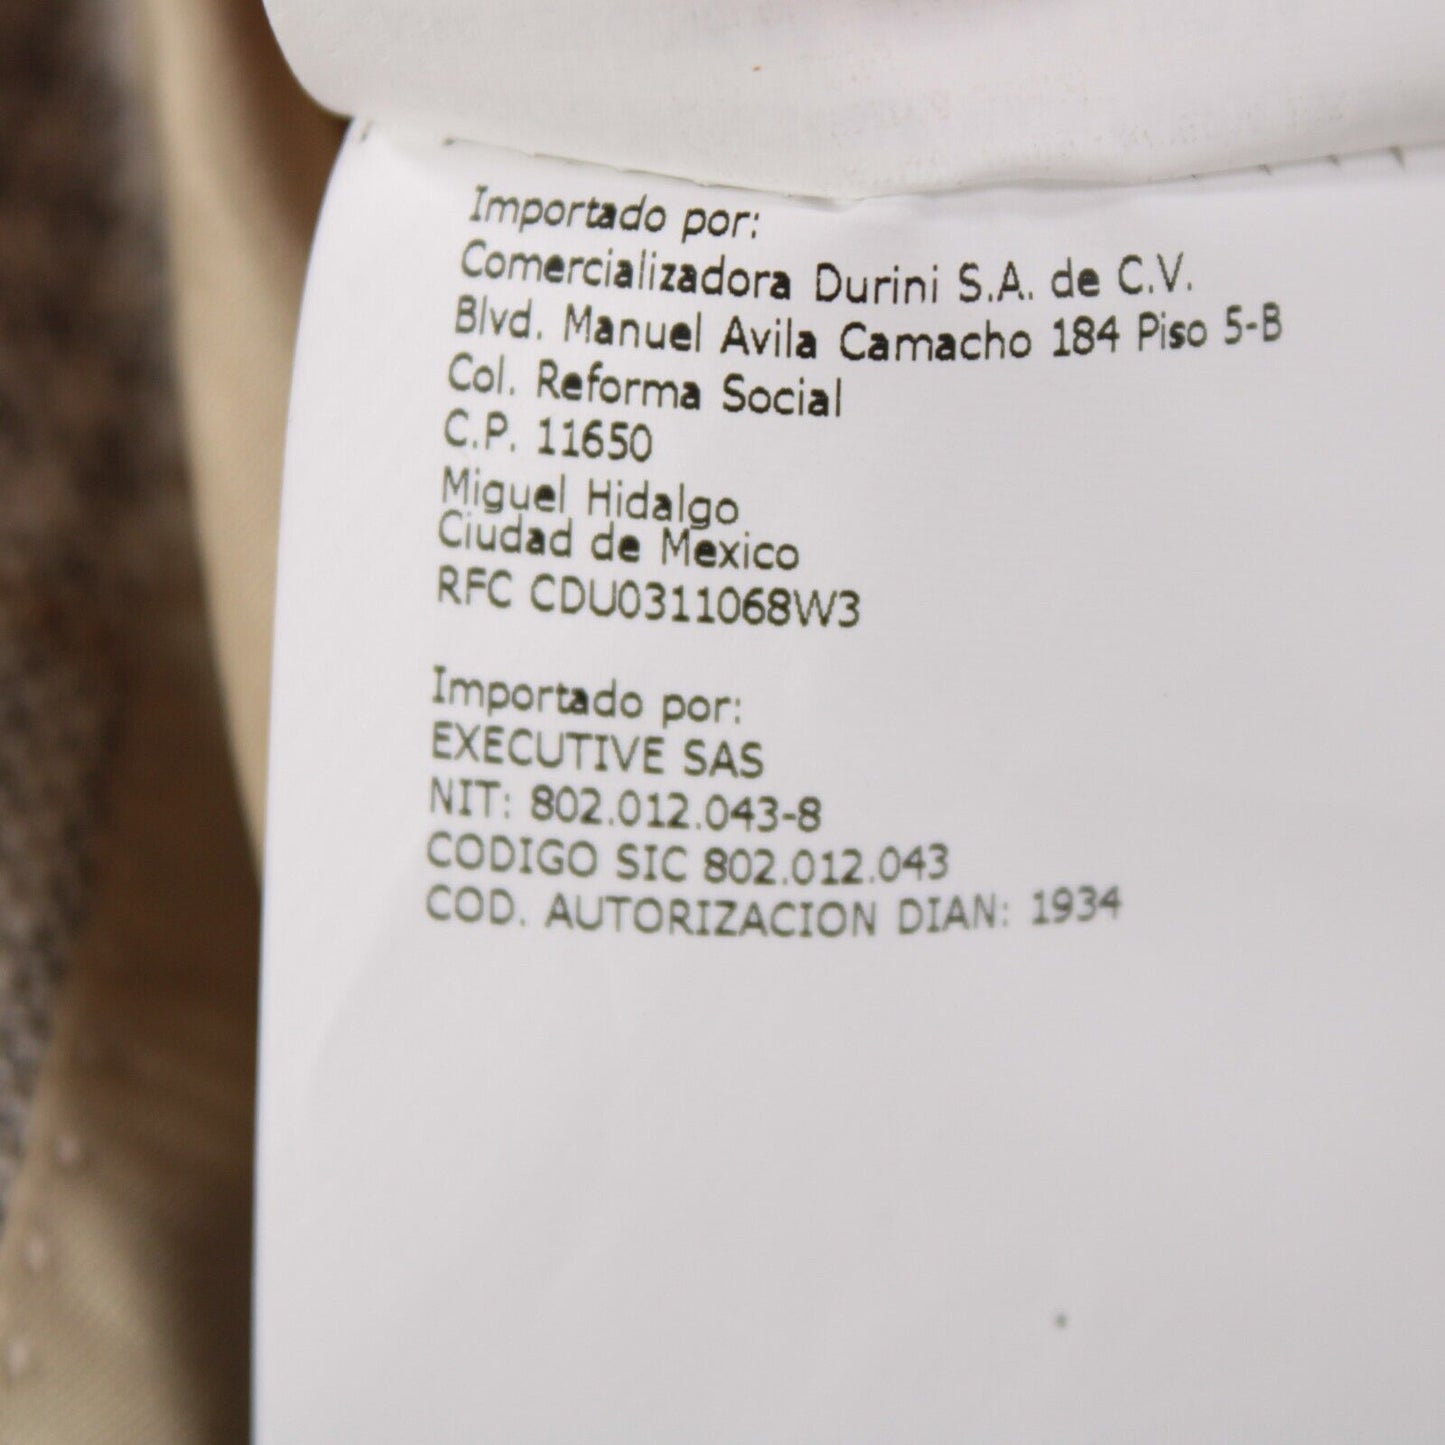 Importado por:
Comercializadora Durini S.A. de C.V.
Blvd. Manuel Avila Camacho 184 Piso 5-B
Col. Reforma Social
C.P. 11650
Miguel Hidalgo
Ciudad de Mexico
RFC CDU0311068W3
Importado por:
EXECUTIVE SAS
NIT: 802.012.043-8
CODIGO SIC 802.012.043
COD. AUTORIZACION DIAN: 1934